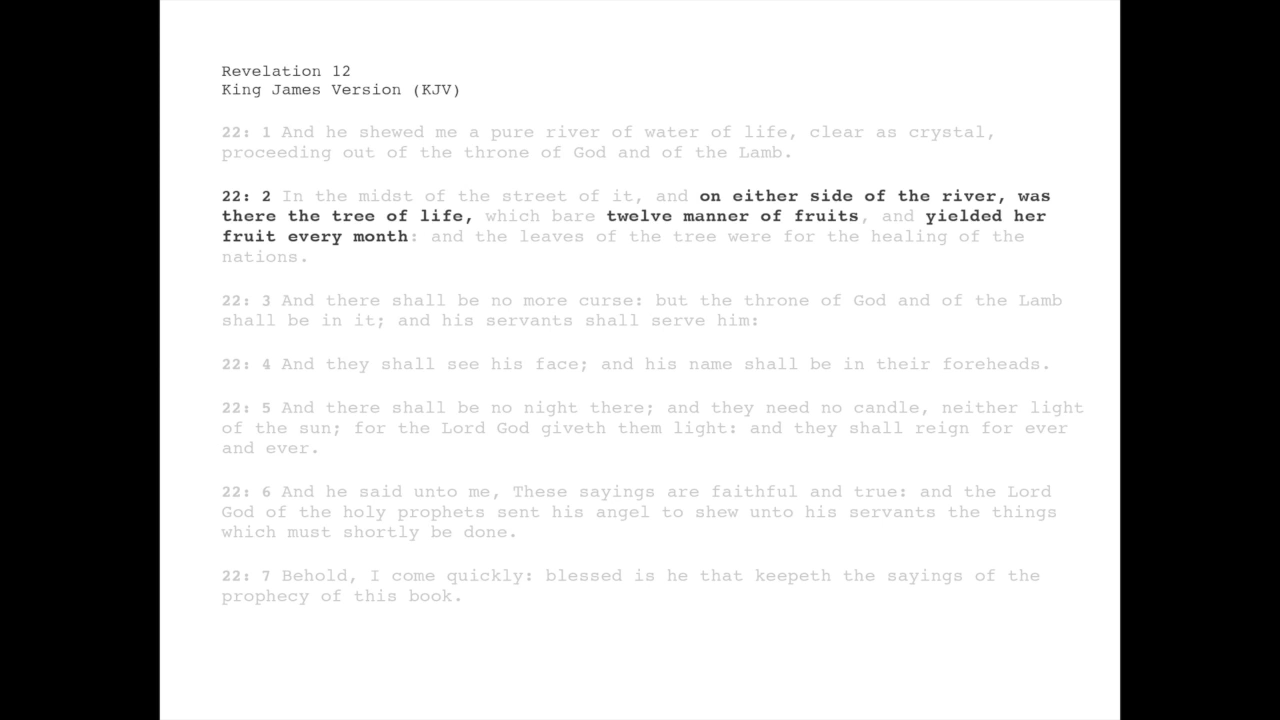 Revelation 12
King James Version (KJV)
22: 1 And he shewed me a pure river of water of life, clear as crystal,
proceeding out of the throne of God and of the Lamb.
22: 2 In the midst of the street of it, and on either side of the river, was
there the tree of life, which bare twelve manner of fruits, and yielded her
fruit every month: and the leaves of the tree were for the healing of the
nations.
22: 3 And there shall be no more curse: but the throne of God and of the Lamb
shall be in it; and his servants shall serve him:
22: 4 And they shall see his face; and his name shall be in their foreheads.
22: 5 And there shall be no night there; and they need no candle, neither light
of the sun; for the Lord God giveth them light: and they shall reign for ever
and ever.
22: 6 And he said unto me, These sayings are faithful and true: and the Lord
God of the holy prophets sent his angel to shew unto his servants the things
which must shortly be done.
22: 7 Behold, I come quickly: blessed is he that keepeth the sayings of the
prophecy of this book.